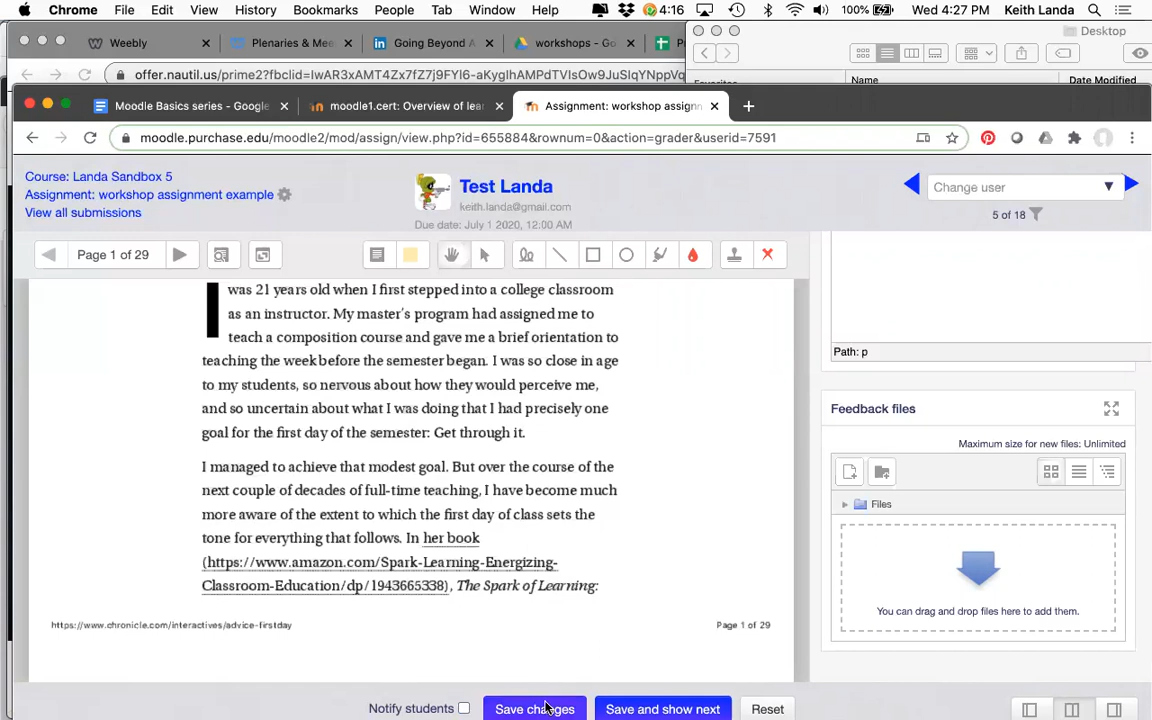 Chrome File Edit View History Bookmarks People Tab Window Help 4:16 100% Wed 4:27 PM Keith Landa
Weebly × Plenaries & Mee × Going Beyond A × workshops - Go ×
Desktop
offer.nautil.us/prime2?fbclid=IwAR3xAMT4Zx7fZ7j9FYl6-aKyglhAMPdTVIsOw9JuSlqYNppVq
Name Date Modified
Moodle Basics series - Google × moodle1.cert: Overview of lea × Assignment: workshop assignm × +
moodle.purchase.edu/moodle2/mod/assign/view.php?id=655884&rownum=0&action=grader&userid=7591
Course: Landa Sandbox 5
Assignment: workshop assignment example
View all submissions
Test Landa
keith.landa@gmail.com
Due date: July 1 2020, 12:00 AM
Change user
5 of 18
Page 1 of 29
I was 21 years old when I first stepped into a college classroom
as an instructor. My master's program had assigned me to
teach a composition course and gave me a brief orientation to
teaching the week before the semester began. I was so close in age
to my students, so nervous about how they would perceive me,
and so uncertain about what I was doing that I had precisely one
goal for the first day of the semester: Get through it.
I managed to achieve that modest goal. But over the course of the
next couple of decades of full-time teaching, I have become much
more aware of the extent to which the first day of class sets the
tone for everything that follows. In her book
(https://www.amazon.com/Spark-Learning-Energizing-
Classroom-Education/dp/1943665338), The Spark of Learning:
https://www.chronicle.com/interactives/advice-firstday Page 1 of 29
Path: p
Feedback files
Maximum size for new files: Unlimited
Files
You can drag and drop files here to add them.
Notify students Save changes Save and show next Reset